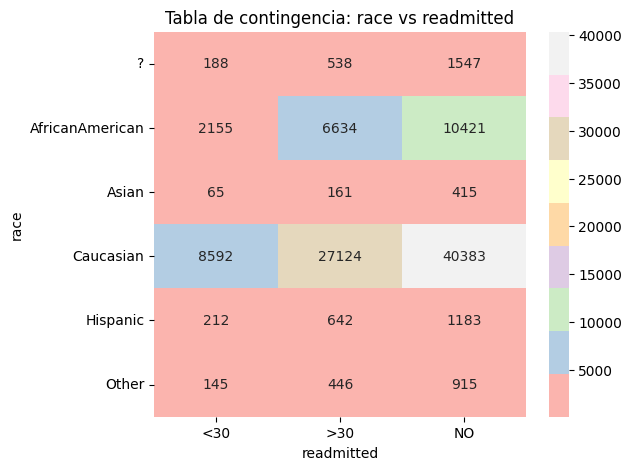 Tabla de contingencia: race vs readmitted
? 188 538 1547
AfricanAmerican 2155 6634 10421
Asian 65 161 415
Caucasian 8592 27124 40383
Hispanic 212 642 1183
Other 145 446 915
<30 >30 NO
readmitted
race
40000
35000
30000
25000
20000
15000
10000
5000